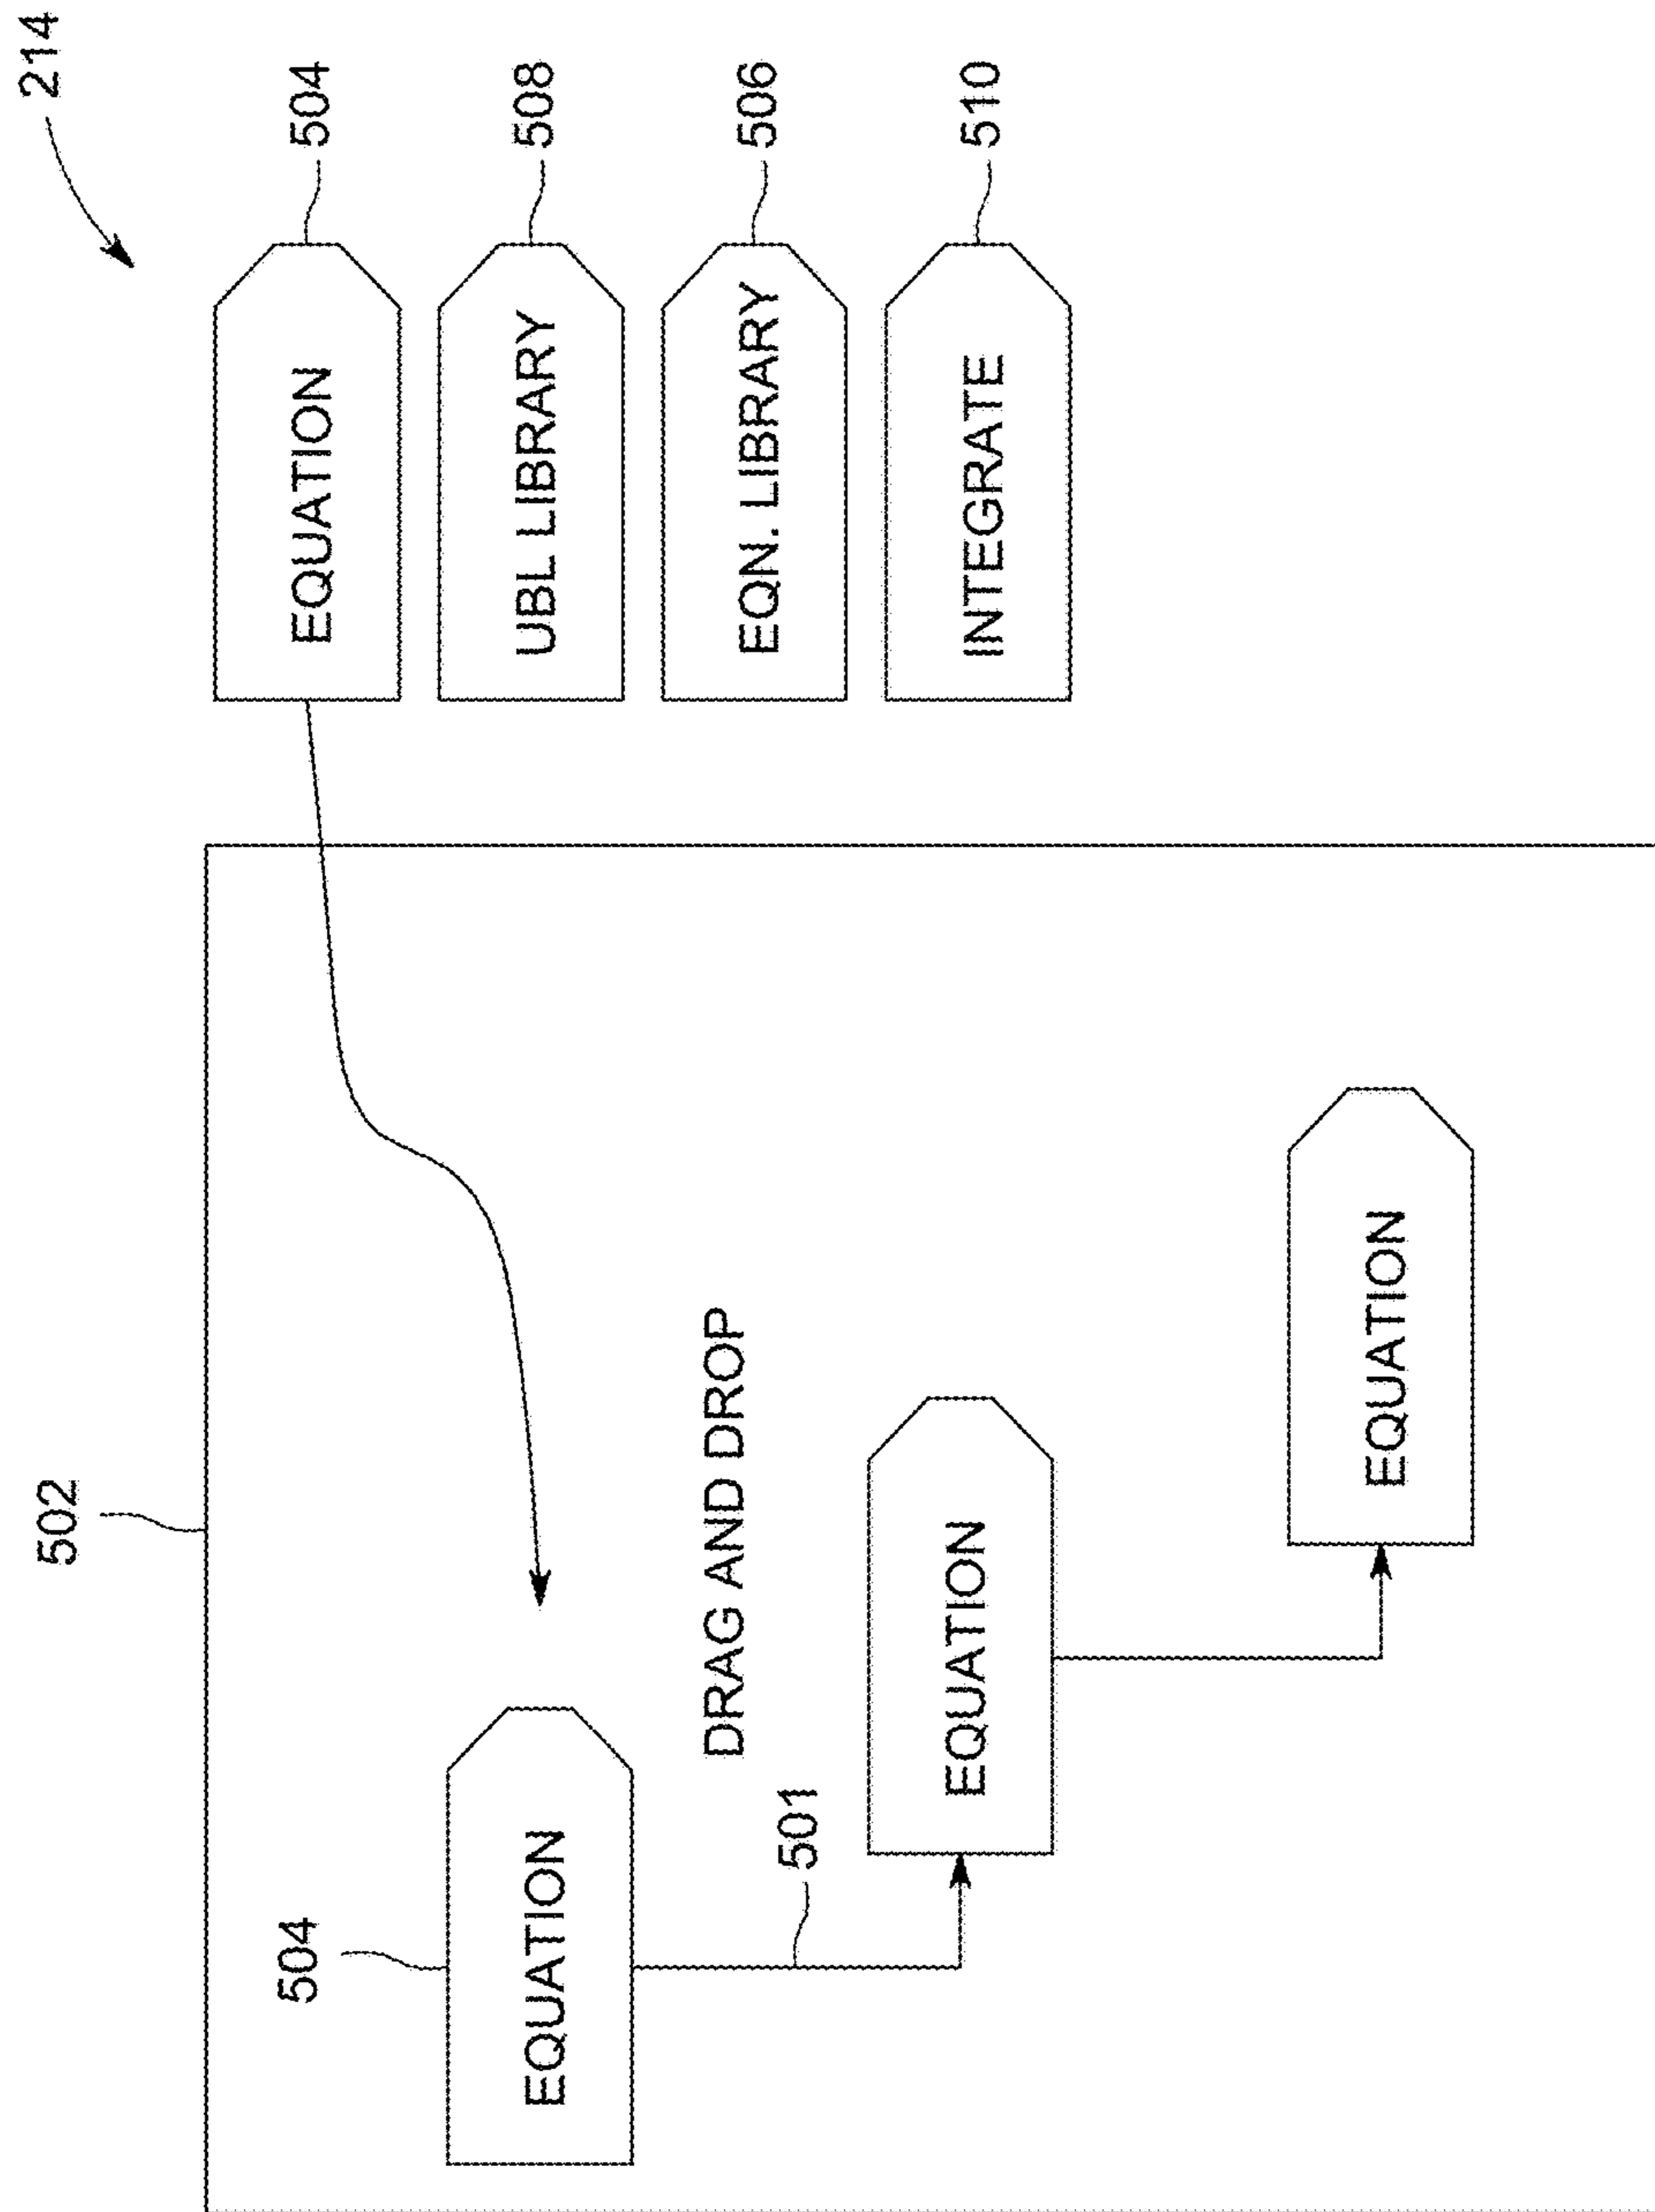 214
EQUATION
504
UBL LIBRARY
508
EQN. LIBRARY
506
INTEGRATE
510
502
504
EQUATION
DRAG AND DROP
501
EQUATION
EQUATION